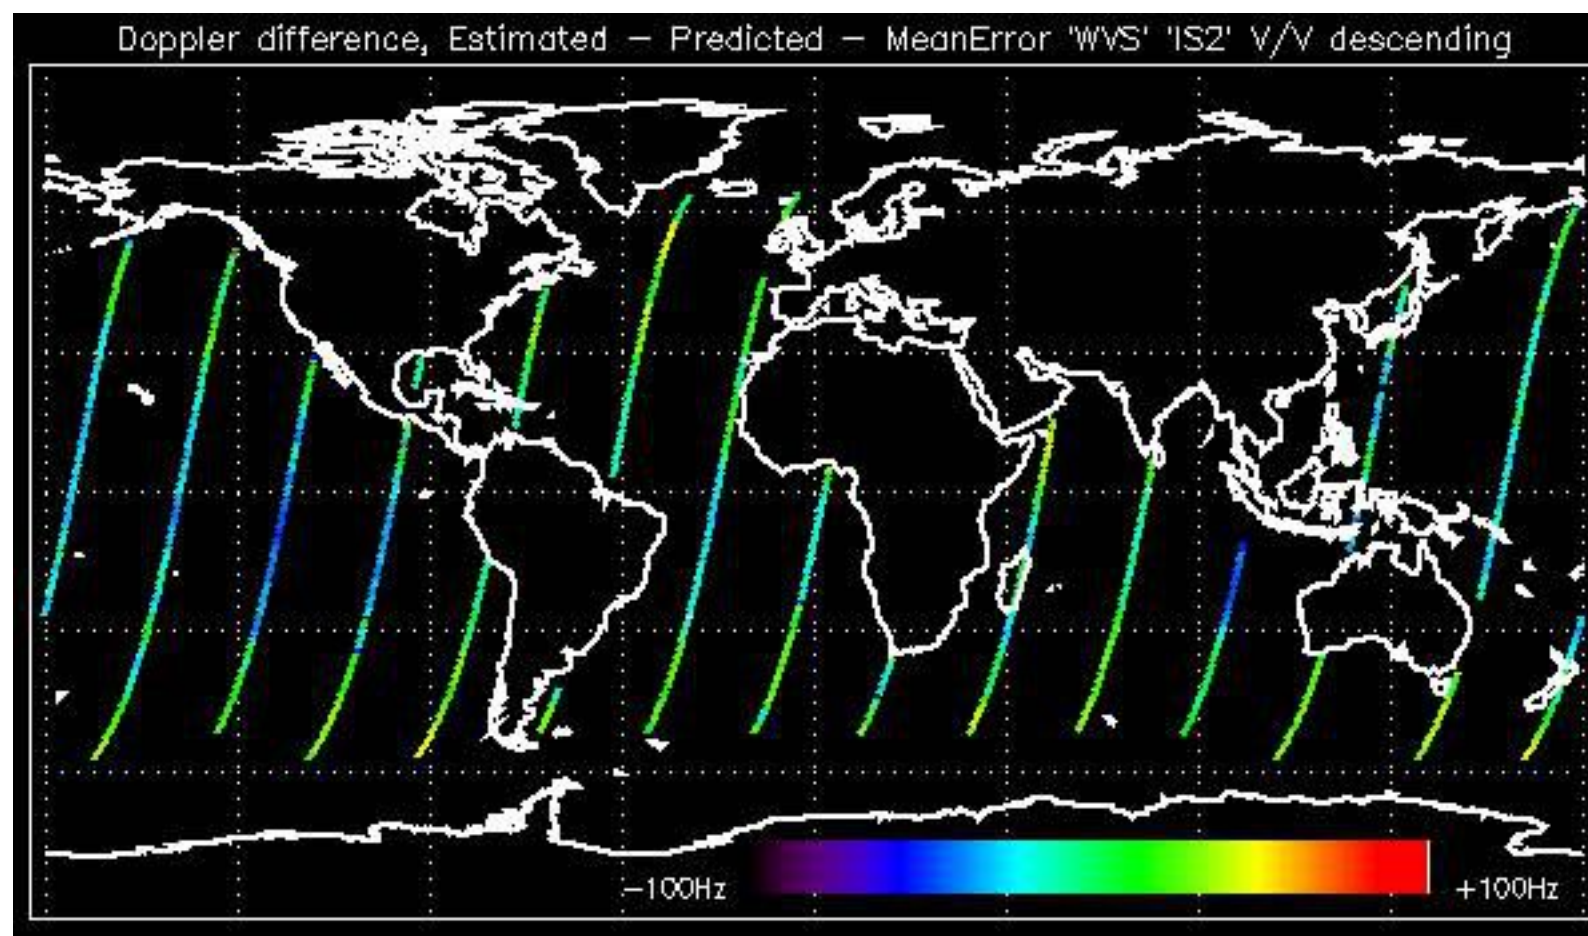 Doppler difference, Estimated - Predicted - MeanError 'WVS' 'IS2' V/V descending
-100Hz +100Hz